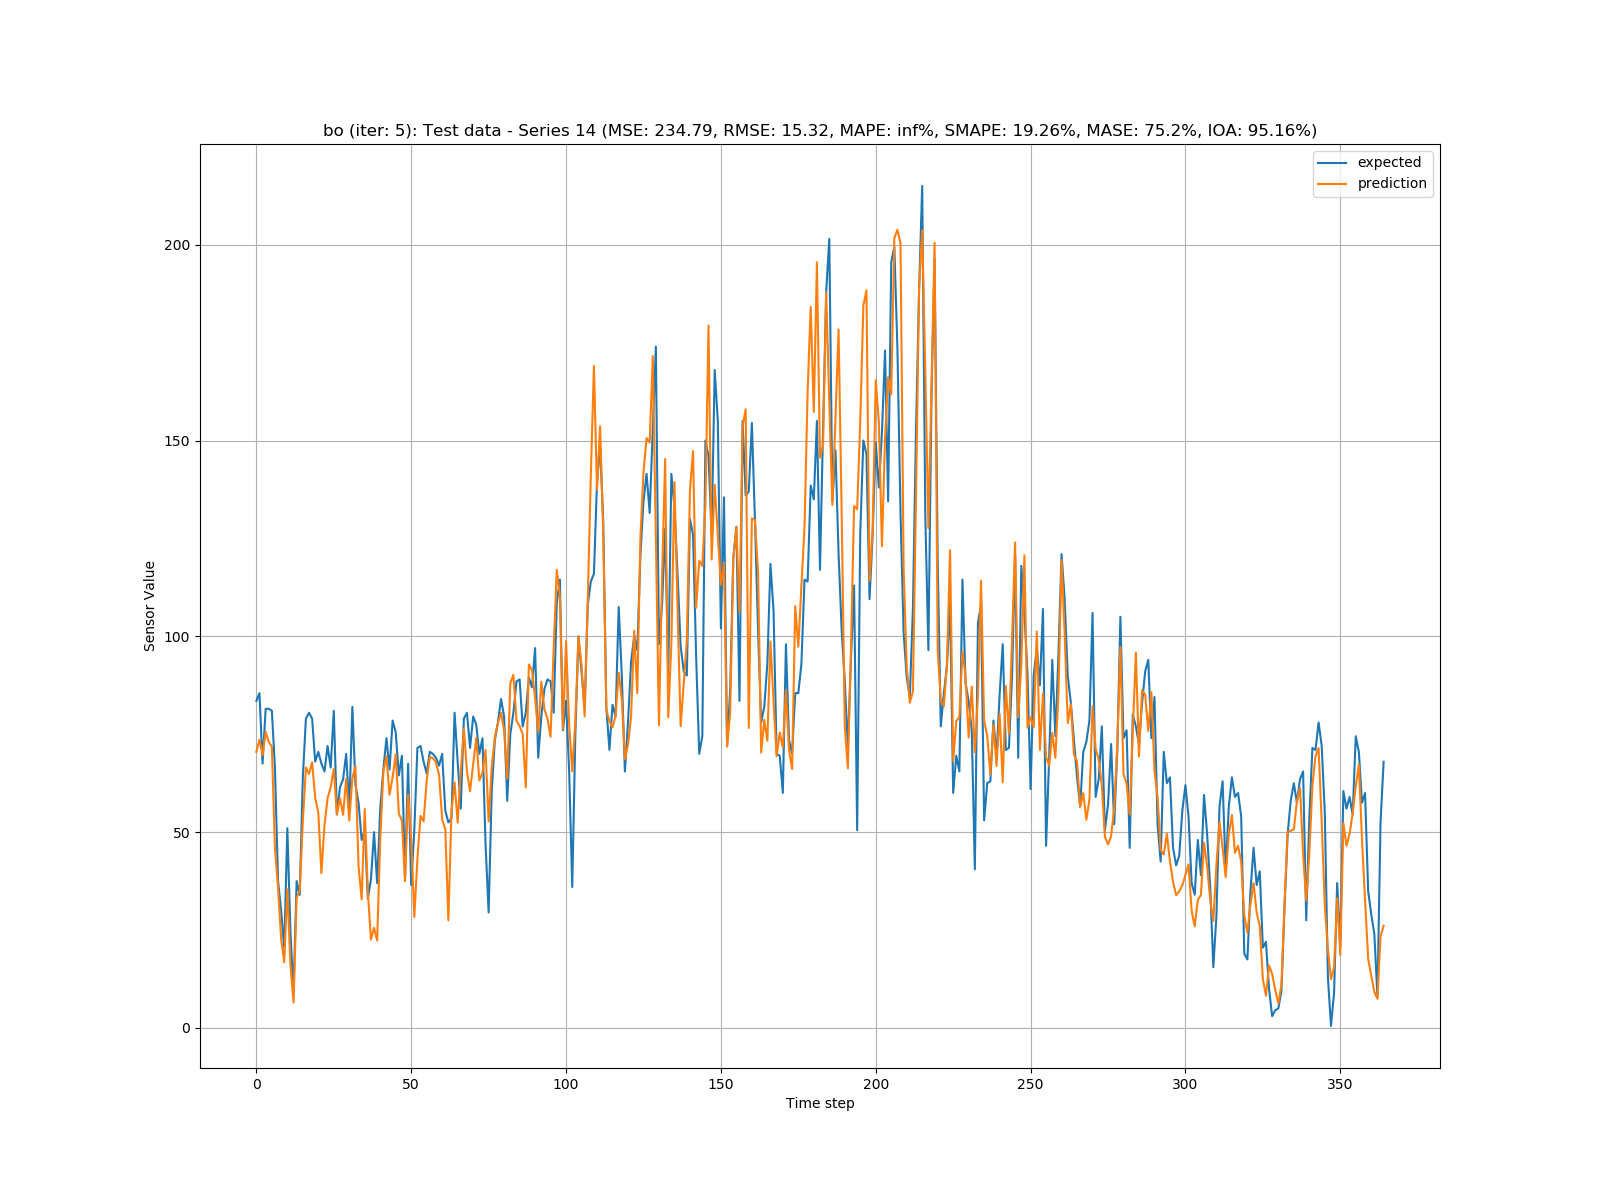 bo (iter: 5): Test data - Series 14 (MSE: 234.79, RMSE: 15.32, MAPE: inf%, SMAPE: 19.26%, MASE: 75.2%, IOA: 95.16%)
expected
prediction
200
150
100
50
0
Sensor Value
0 50 100 150 200 250 300 350
Time step